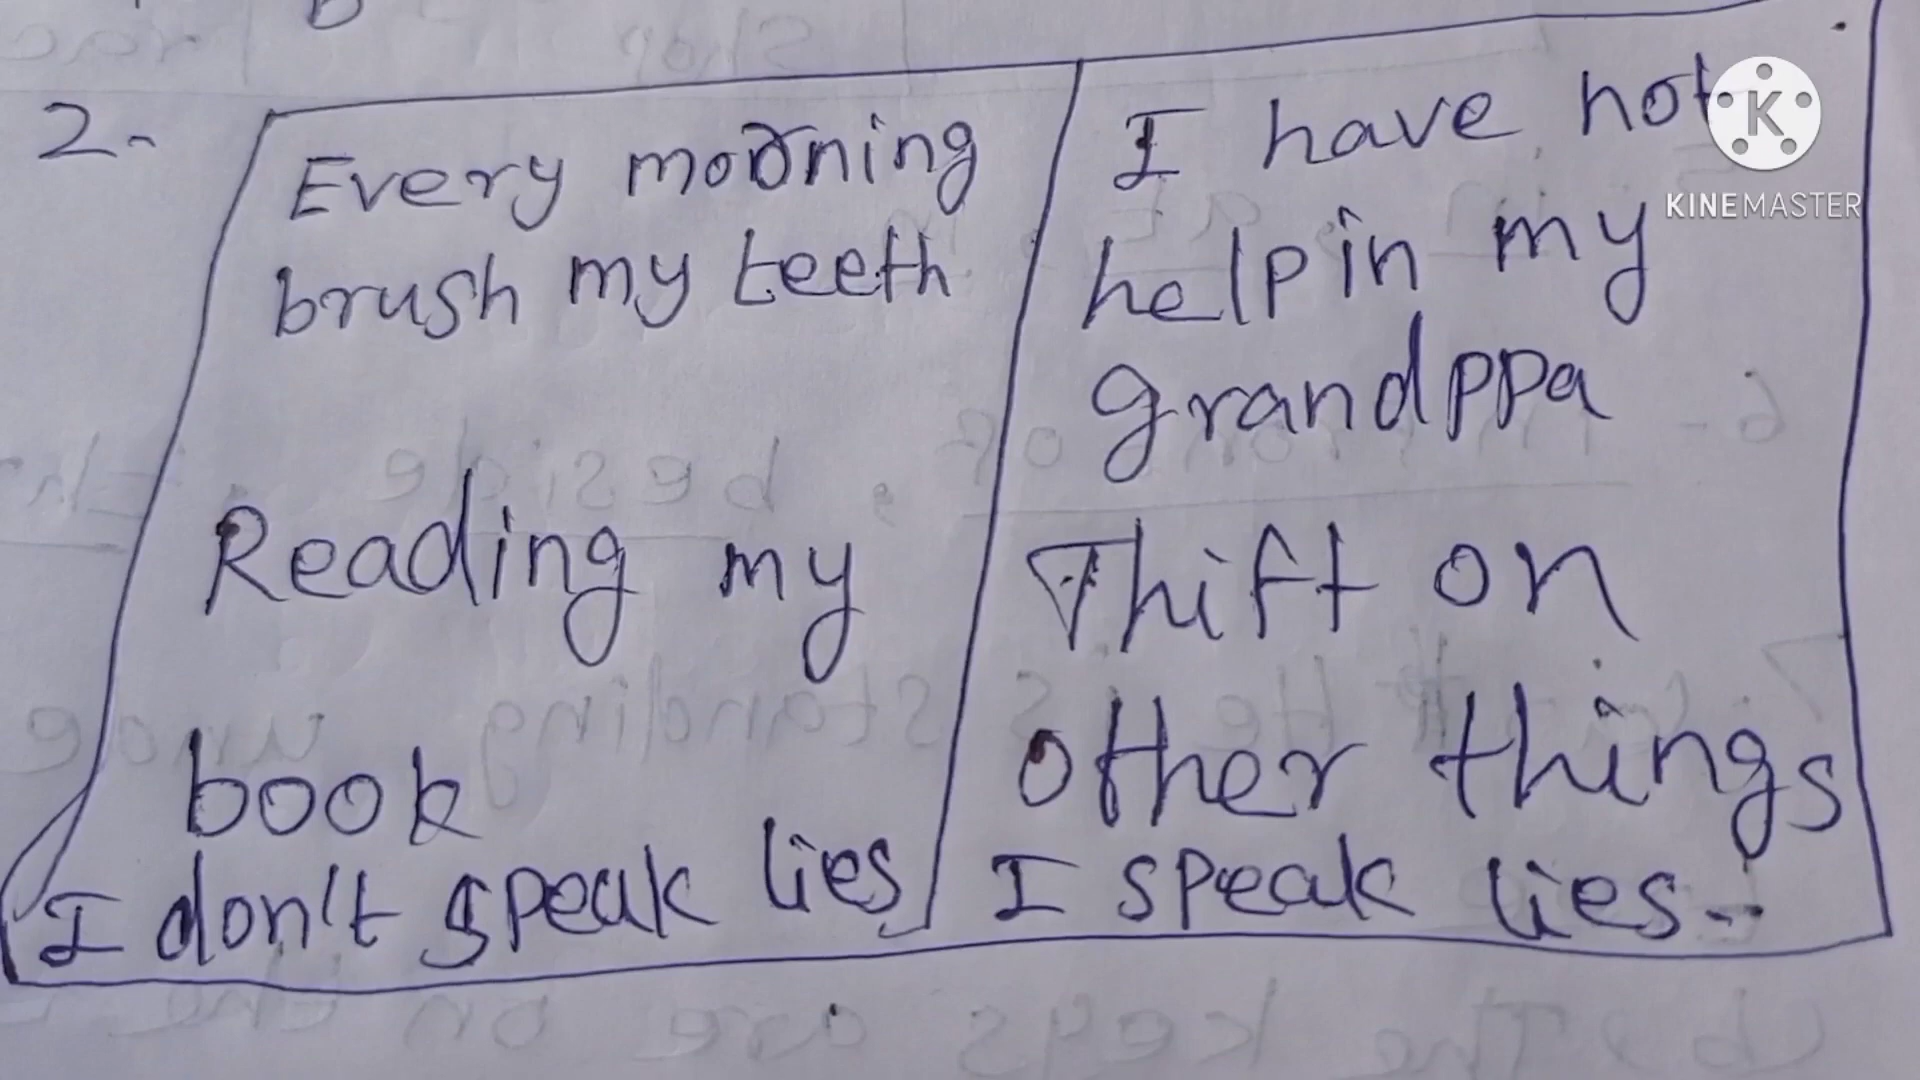 2-
Every morning
brush my teeth
Reading my
book
I don't speak lies
I have not
help in my
grandppa
Thift on
other things
I speak lies.
K
KINEMASTER